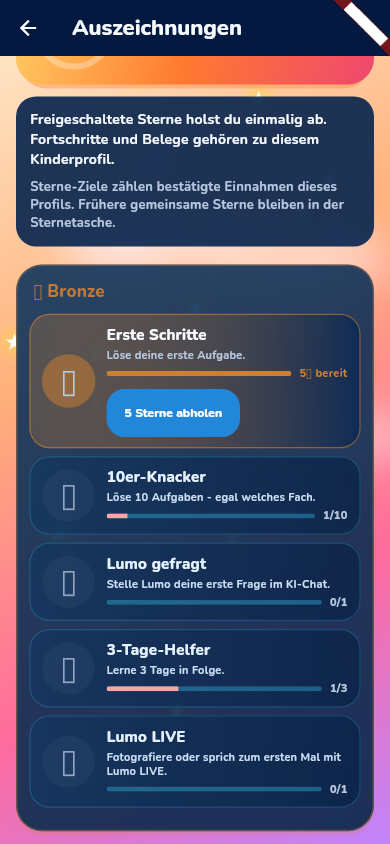 Auszeichnungen
Freigeschaltete Sterne holst du einmalig ab.
Fortschritte und Belege gehören zu diesem
Kinderprofil.
Sterne-Ziele zählen bestätigte Einnahmen dieses
Profils. Frühere gemeinsame Sterne bleiben in der
Sternetasche.
Bronze
Erste Schritte
Löse deine erste Aufgabe.
5 bereit
5 Sterne abholen
10er-Knacker
Löse 10 Aufgaben - egal welches Fach.
1/10
Lumo gefragt
Stelle Lumo deine erste Frage im KI-Chat.
0/1
3-Tage-Helfer
Lerne 3 Tage in Folge.
1/3
Lumo LIVE
Fotografiere oder sprich zum ersten Mal mit
Lumo LIVE.
0/1